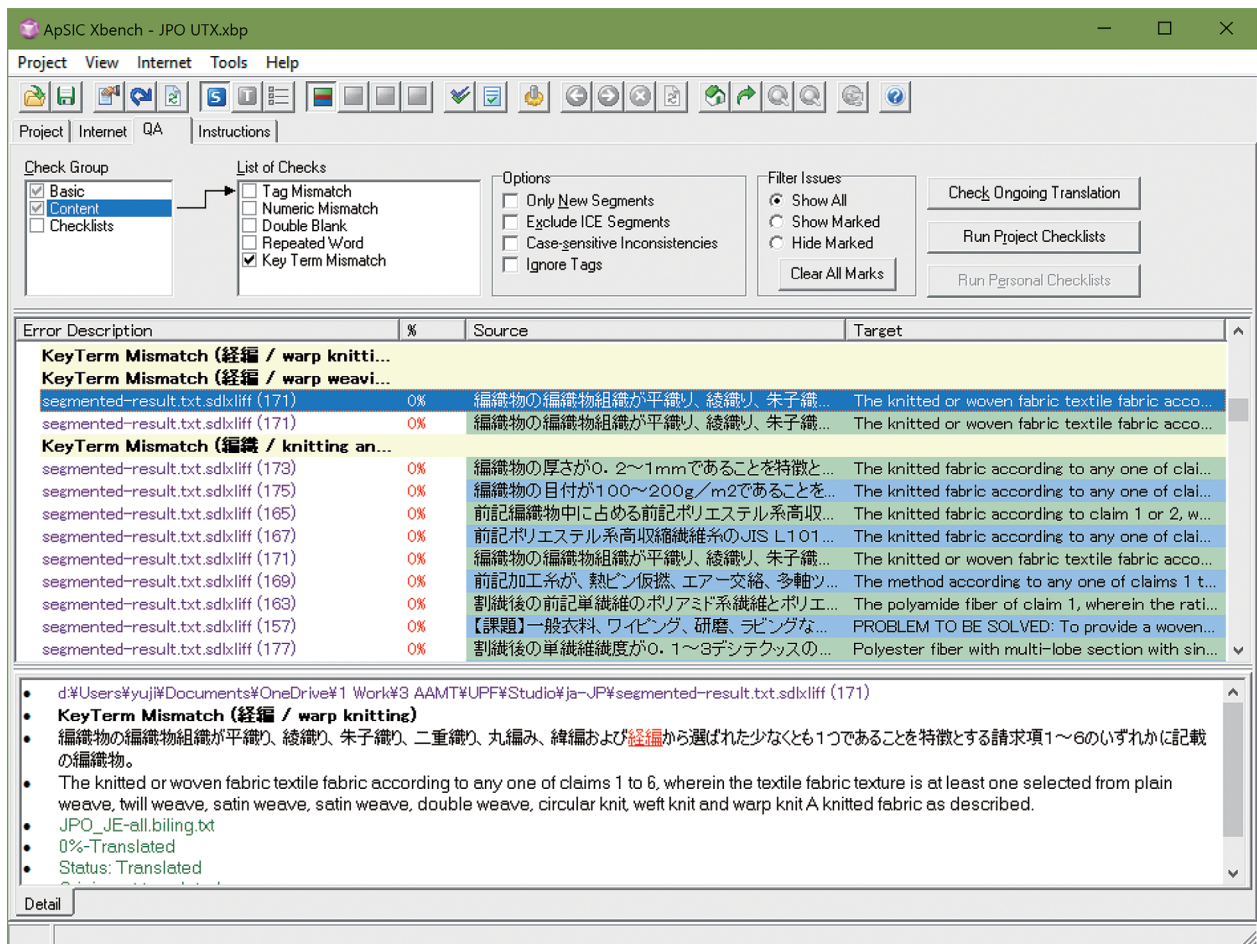 ApSIC Xbench - JPO UTX.xbp
Project View Internet Tools Help
Project Internet QA Instructions
Check Group
Basic
Content
Checklists
List of Checks
Tag Mismatch
Numeric Mismatch
Double Blank
Repeated Word
Key Term Mismatch
Options
Only New Segments
Exclude ICE Segments
Case-sensitive Inconsistencies
Ignore Tags
Filter Issues
Show All
Show Marked
Hide Marked
Clear All Marks
Check Ongoing Translation
Run Project Checklists
Run Personal Checklists
Error Description % Source Target
KeyTerm Mismatch (経編 / warp knitti...
KeyTerm Mismatch (経編 / warp weavi...
segmented-result.txt.sdlxliff (171) 0% 編織物の編織物組織が平織り、綾織り、朱子織... The knitted or woven fabric textile fabric acco...
segmented-result.txt.sdlxliff (171) 0% 編織物の編織物組織が平織り、綾織り、朱子織... The knitted or woven fabric textile fabric acco...
KeyTerm Mismatch (編織 / knitting an...
segmented-result.txt.sdlxliff (173) 0% 編織物の厚さが0．2～1mmであることを特徴と... The knitted fabric according to any one of clai...
segmented-result.txt.sdlxliff (175) 0% 編織物の目付が100～200g／m2であることを... The knitted fabric according to any one of clai...
segmented-result.txt.sdlxliff (165) 0% 前記編織物中に占める前記ポリエステル系高収... The knitted fabric according to claim 1 or 2, w...
segmented-result.txt.sdlxliff (167) 0% 前記ポリエステル系高収縮繊維糸のJIS L101... The knitted fabric according to any one of clai...
segmented-result.txt.sdlxliff (171) 0% 編織物の編織物組織が平織り、綾織り、朱子織... The knitted or woven fabric textile fabric acco...
segmented-result.txt.sdlxliff (169) 0% 前記加工糸が、熱ピン仮撚、エアー交絡、多軸ツ... The method according to any one of claims 1 t...
segmented-result.txt.sdlxliff (163) 0% 割繊後の前記単繊維のポリアミド系繊維とポリエ... The polyamide fiber of claim 1, wherein the rati...
segmented-result.txt.sdlxliff (157) 0% 【課題】一般衣料、ワイピング、研磨、ラビングな... PROBLEM TO BE SOLVED: To provide a woven...
segmented-result.txt.sdlxliff (177) 0% 割繊後の単繊維繊度が0．1～3デシテクッスの... Polyester fiber with multi-lobe section with sin...
d:¥Users¥yuji¥Documents¥OneDrive¥1 Work¥3 AAMT¥UPF¥Studio¥ja-JP¥segmented-result.txt.sdlxliff (171)
KeyTerm Mismatch (経編 / warp knitting)
編織物の編織物組織が平織り、綾織り、朱子織り、二重織り、丸編み、緯編および経編から選ばれた少なくとも1つであることを特徴とする請求項1～6のいずれかに記載
の編織物。
The knitted or woven fabric textile fabric according to any one of claims 1 to 6, wherein the textile fabric texture is at least one selected from plain
weave, twill weave, satin weave, satin weave, double weave, circular knit, weft knit and warp knit A knitted fabric as described.
JPO_JE-all.biling.txt
0%-Translated
Status: Translated
Detail